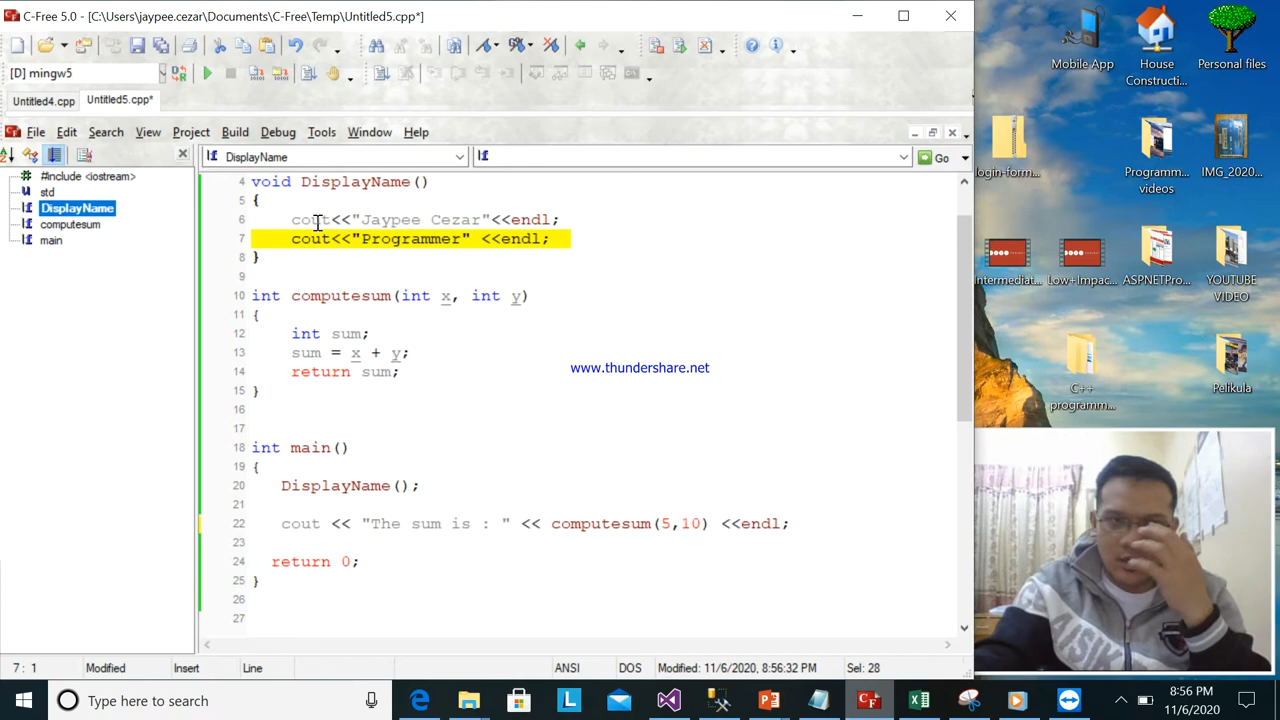 C-Free 5.0 - [C:\Users\jaypee.cezar\Documents\C-Free\Temp\Untitled5.cpp*]
[D] mingw5
Untitled4.cpp
Untitled5.cpp*
File Edit Search View Project Build Debug Tools Window Help
DisplayName
Go
#include <iostream>
std
DisplayName
computesum
main
4 void DisplayName()
5 {
6 cout<<"Jaypee Cezar"<<endl;
7 cout<<"Programmer" <<endl;
8 }
9
10 int computesum(int x, int y)
11 {
12 int sum;
13 sum = x + y;
14 return sum;
15 }
16
17
18 int main()
19 {
20 DisplayName();
21
22 cout << "The sum is : " << computesum(5,10) <<endl;
23
24 return 0;
25 }
26
27
www.thundershare.net
7 : 1 Modified Insert Line ANSI DOS Modified: 11/6/2020, 8:56:32 PM Sel: 28
Mobile App
House
Constructi...
Personal files
login-form...
Programm...
videos
IMG_2020...
Intermediat...
Low+Impac...
ASPNETPro...
YOUTUBE
VIDEO
C++
programm...
Pelikula
Type here to search
8:56 PM
11/6/2020